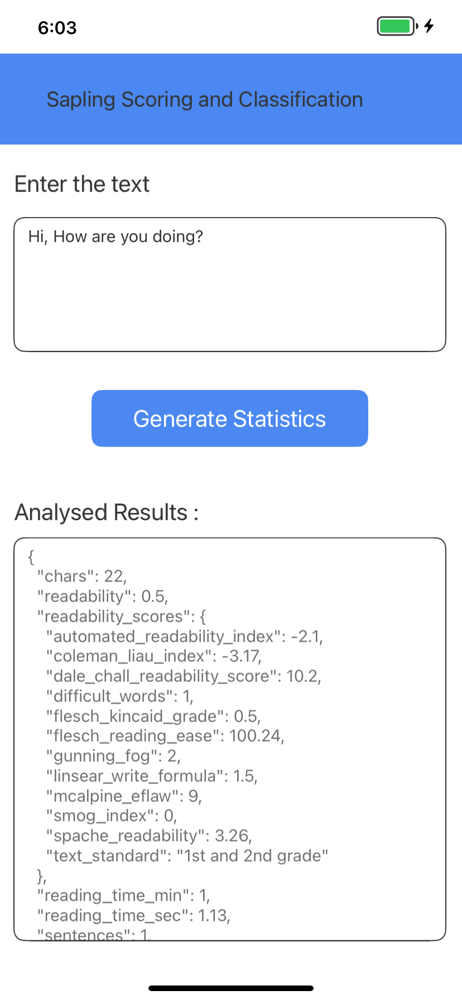 6:03
Sapling Scoring and Classification
Enter the text
Hi, How are you doing?
Generate Statistics
Analysed Results :
{
"chars": 22,
"readability": 0.5,
"readability_scores": {
"automated_readability_index": -2.1,
"coleman_liau_index": -3.17,
"dale_chall_readability_score": 10.2,
"difficult_words": 1,
"flesch_kincaid_grade": 0.5,
"flesch_reading_ease": 100.24,
"gunning_fog": 2,
"linsear_write_formula": 1.5,
"mcalpine_eflaw": 9,
"smog_index": 0,
"spache_readability": 3.26,
"text_standard": "1st and 2nd grade"
},
"reading_time_min": 1,
"reading_time_sec": 1.13,
"sentences": 1,